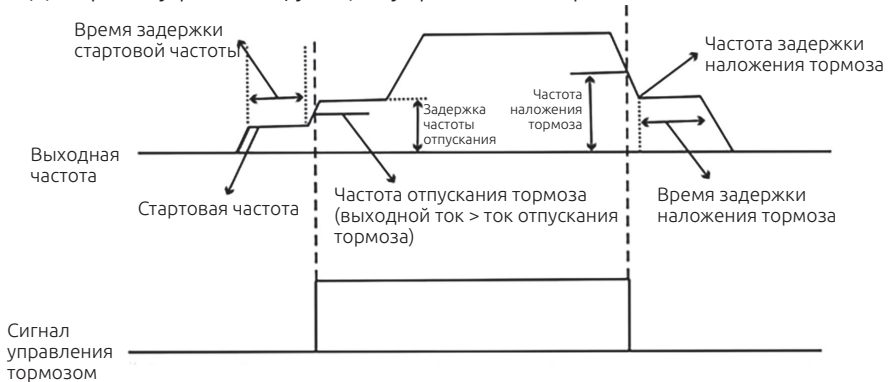 Время задержки
стартовой частоты
Частота задержки
наложения тормоза
Частота
наложения
тормоза
Задержка
частоты
отпускания
Выходная
частота
Стартовая частота
Частота отпускания тормоза
(выходной ток > ток отпускания
тормоза)
Время задержки
наложения тормоза
Сигнал
управления
тормозом